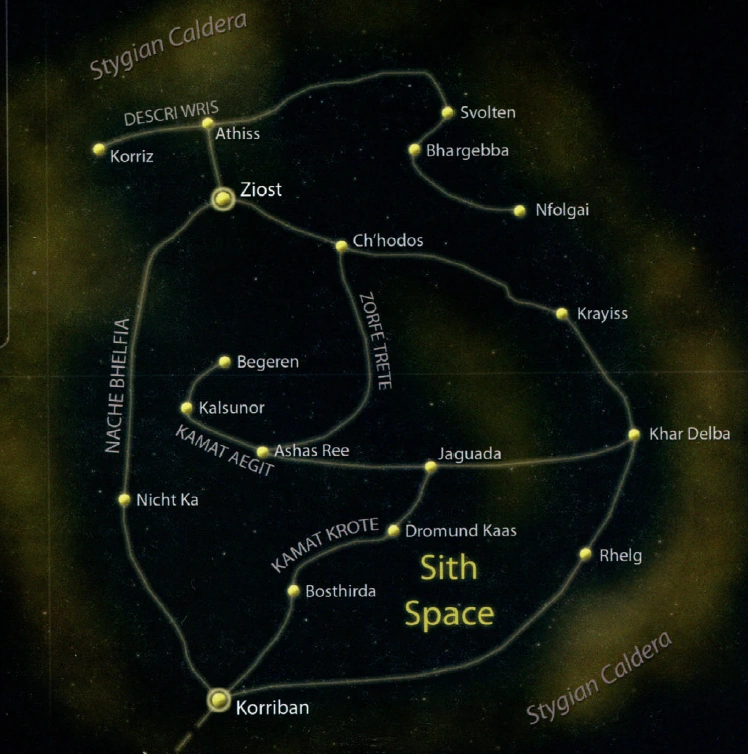 Stygian Caldera
DESCRI WRIS
Svolten
Athiss
Korriz
Bhargebba
Ziost
Nfolgai
Ch'hodos
ZORFE TRETE
Krayiss
NACHE BHELFIA
Begeren
Kalsunor
KAMAT AEGIT
Ashas Ree
Jaguada
Khar Delba
Nicht Ka
KAMAT KROTE
Dromund Kaas
Sith
Space
Rhelg
Bosthirda
Stygian Caldera
Korriban